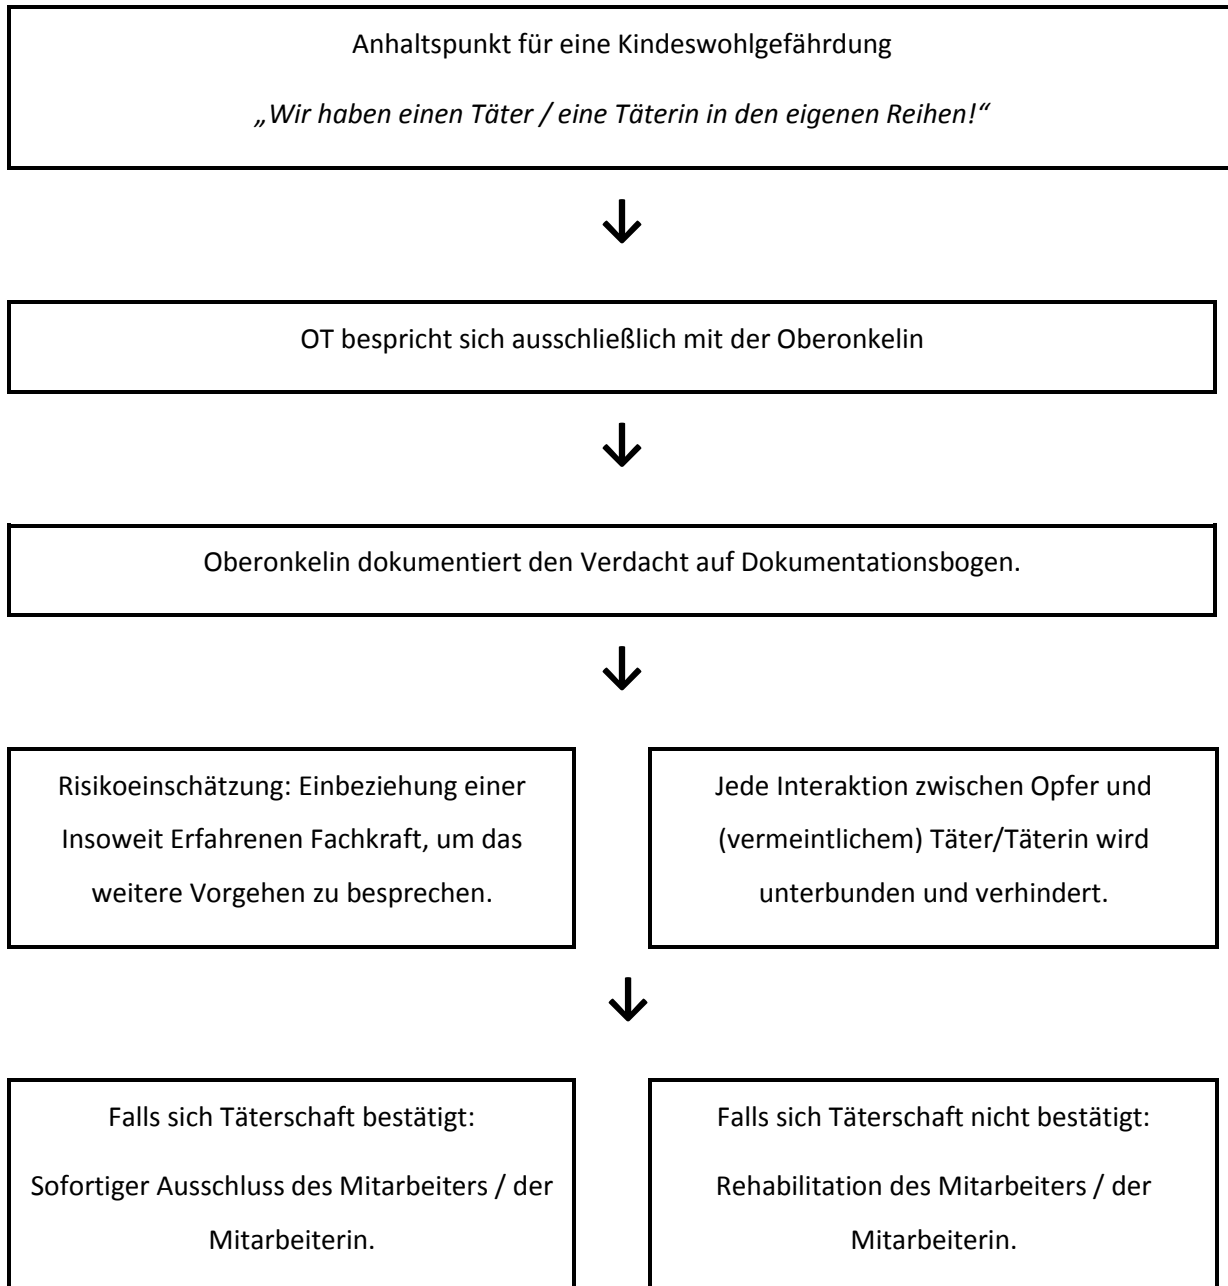 Anhaltspunkt für eine Kindeswohlgefährdung
„Wir haben einen Täter / eine Täterin in den eigenen Reihen!“
OT bespricht sich ausschließlich mit der Oberonkelin
Oberonkelin dokumentiert den Verdacht auf Dokumentationsbogen.
Risikoeinschätzung: Einbeziehung einer
Insoweit Erfahrenen Fachkraft, um das
weitere Vorgehen zu besprechen.
Jede Interaktion zwischen Opfer und
(vermeintlichem) Täter/Täterin wird
unterbunden und verhindert.
Falls sich Täterschaft bestätigt:
Sofortiger Ausschluss des Mitarbeiters / der
Mitarbeiterin.
Falls sich Täterschaft nicht bestätigt:
Rehabilitation des Mitarbeiters / der
Mitarbeiterin.